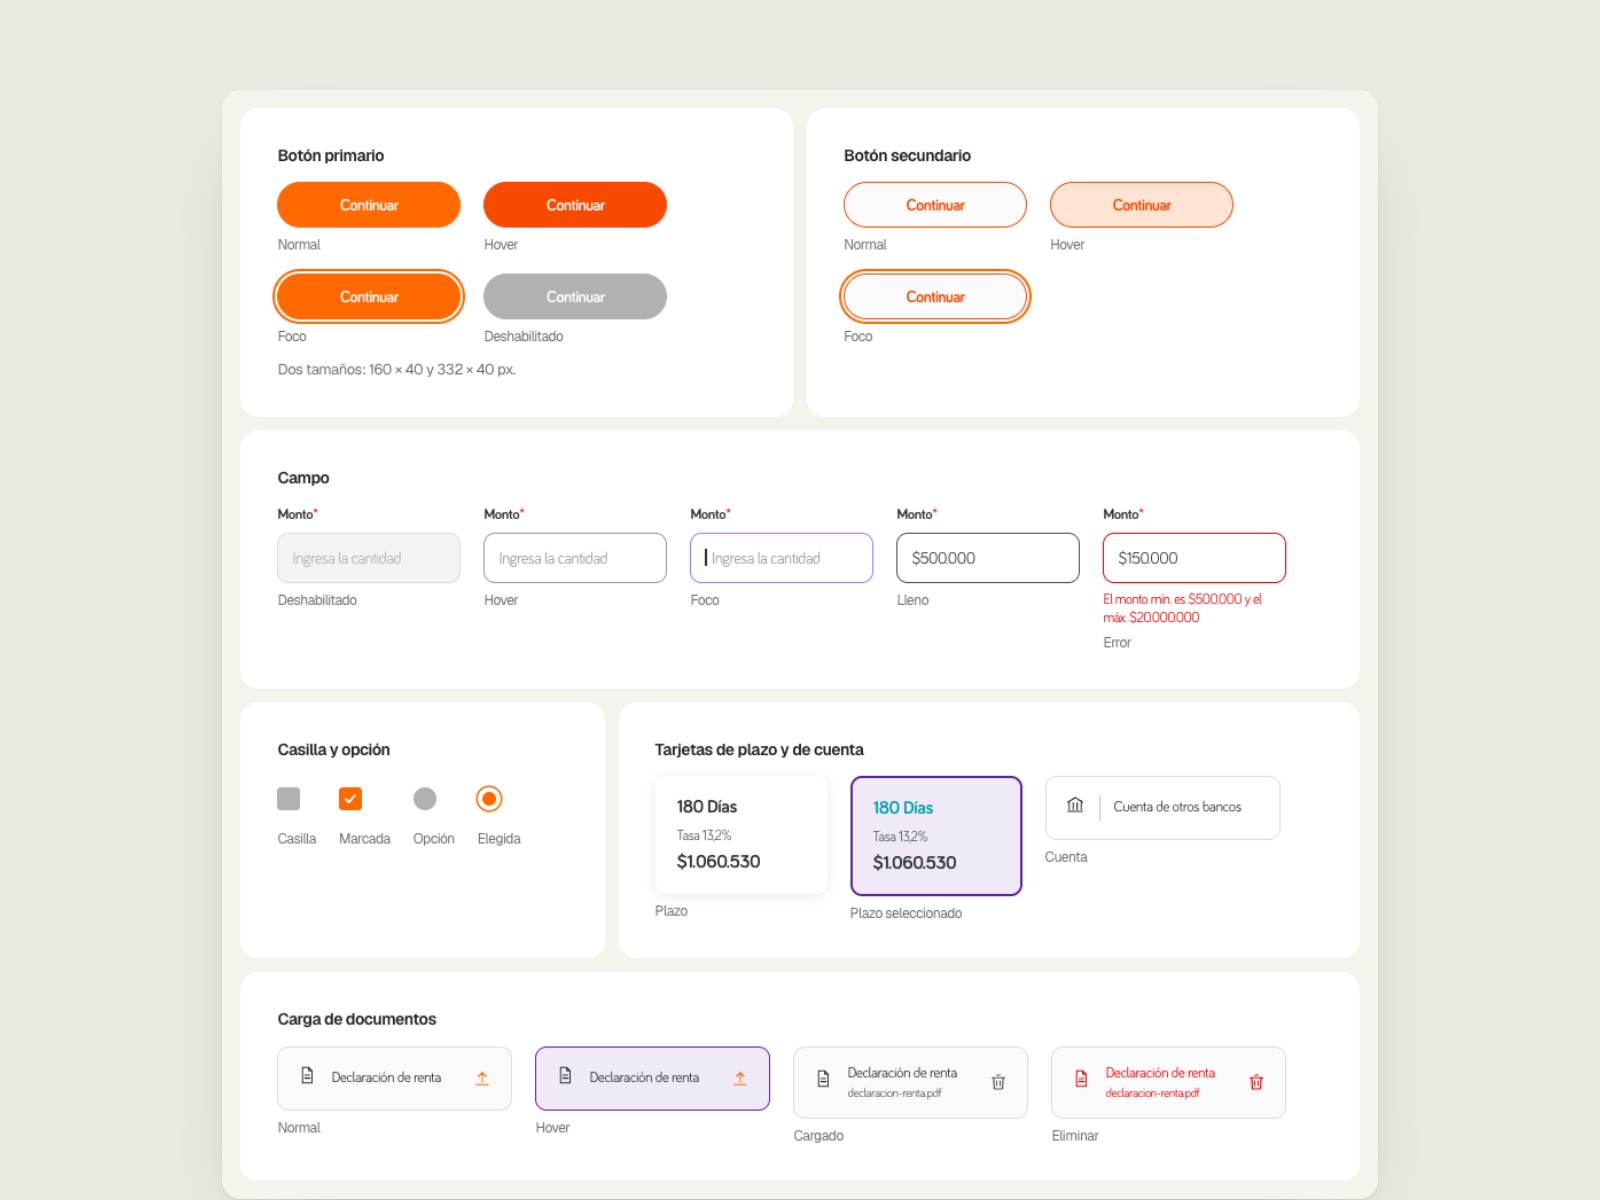 Botón primario
Continuar
Continuar
Normal
Hover
Continuar
Continuar
Foco
Deshabilitado
Dos tamaños: 160 × 40 y 332 × 40 px.
Botón secundario
Continuar
Continuar
Normal
Hover
Continuar
Foco
Campo
Monto*
Monto*
Monto*
Monto*
Monto*
Ingresa la cantidad
Ingresa la cantidad
Ingresa la cantidad
$500.000
$150.000
Deshabilitado
Hover
Foco
Lleno
El monto mín. es $500.000 y el
máx. $20.000.000
Error
Casilla y opción
Casilla
Marcada
Opción
Elegida
Tarjetas de plazo y de cuenta
180 Días
Tasa 13,2%
$1.060.530
Plazo
180 Días
Tasa 13,2%
$1.060.530
Plazo seleccionado
Cuenta de otros bancos
Cuenta
Carga de documentos
Declaración de renta
Normal
Declaración de renta
Hover
Declaración de renta
declaracion-renta.pdf
Cargado
Declaración de renta
declaracion-renta.pdf
Eliminar